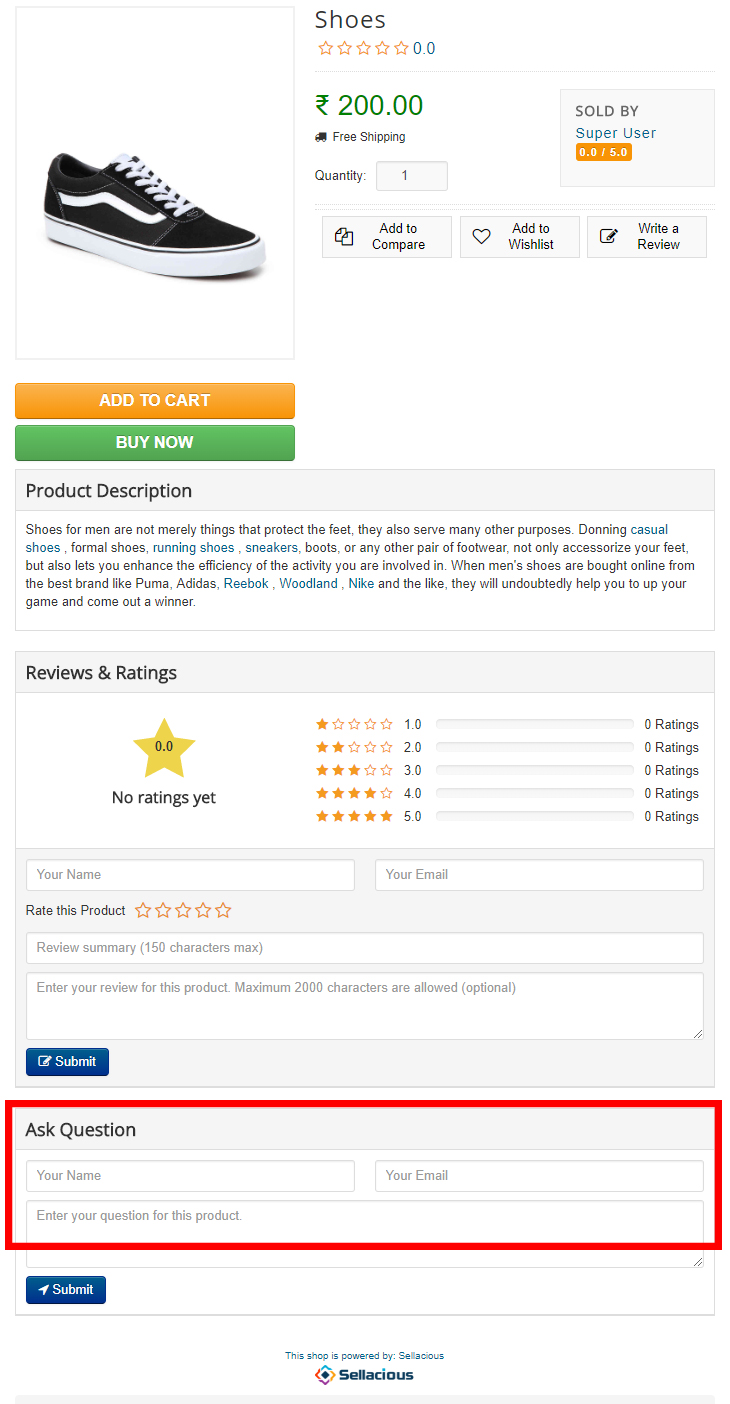 Shoes
0.0
₹ 200.00
Free Shipping
Quantity: 1
SOLD BY
Super User
0.0 / 5.0
Add to
Compare
Add to
Wishlist
Write a
Review
ADD TO CART
BUY NOW
Product Description
Shoes for men are not merely things that protect the feet, they also serve many other purposes. Donning casual
shoes , formal shoes, running shoes , sneakers, boots, or any other pair of footwear, not only accessorize your feet,
but also lets you enhance the efficiency of the activity you are involved in. When men's shoes are bought online from
the best brand like Puma, Adidas, Reebok , Woodland , Nike and the like, they will undoubtedly help you to up your
game and come out a winner.
Reviews & Ratings
0.0
No ratings yet
1.0 0 Ratings
2.0 0 Ratings
3.0 0 Ratings
4.0 0 Ratings
5.0 0 Ratings
Your Name
Your Email
Rate this Product
Review summary (150 characters max)
Enter your review for this product. Maximum 2000 characters are allowed (optional)
Submit
Ask Question
Your Name
Your Email
Enter your question for this product.
Submit
This shop is powered by: Sellacious
Sellacious